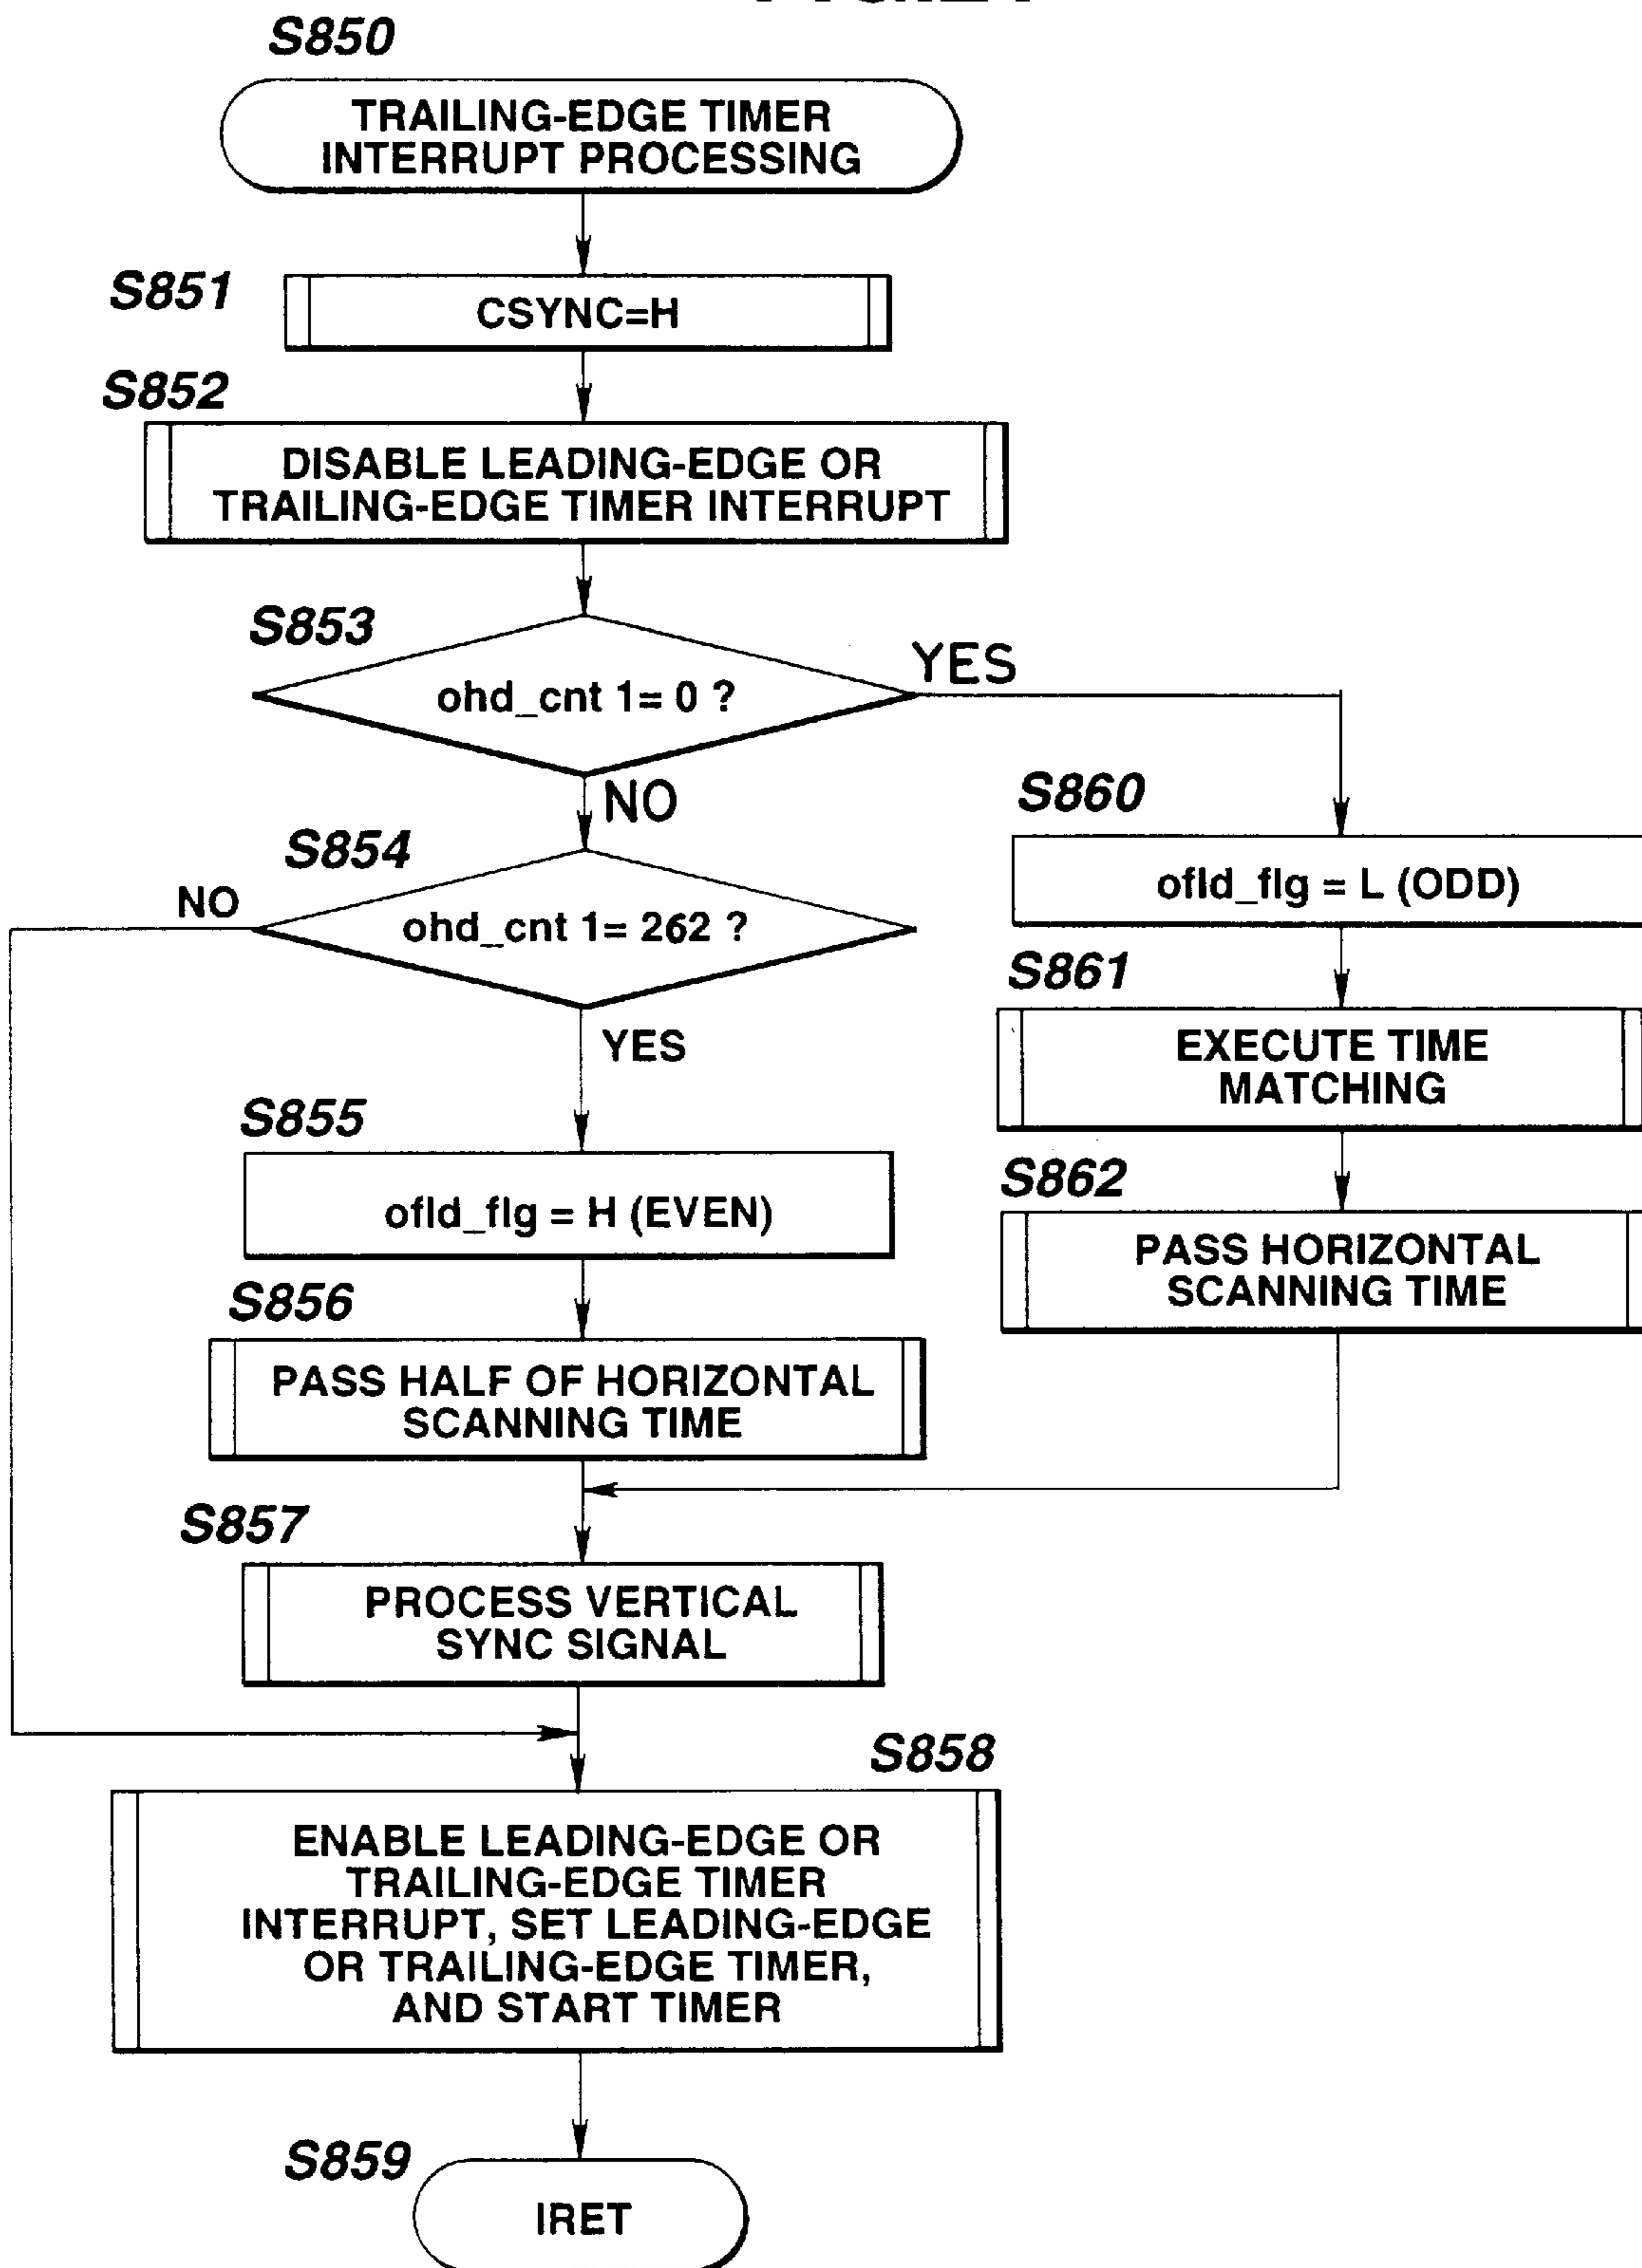 S850
TRAILING-EDGE TIMER
INTERRUPT PROCESSING
S851
CSYNC=H
S852
DISABLE LEADING-EDGE OR
TRAILING-EDGE TIMER INTERRUPT
S853
ohd_cnt 1= 0 ?
YES
NO
S854
NO
ohd_cnt 1= 262 ?
YES
S860
ofld_flg = L (ODD)
S861
EXECUTE TIME
MATCHING
S862
PASS HORIZONTAL
SCANNING TIME
S855
ofld_flg = H (EVEN)
S856
PASS HALF OF HORIZONTAL
SCANNING TIME
S857
PROCESS VERTICAL
SYNC SIGNAL
S858
ENABLE LEADING-EDGE OR
TRAILING-EDGE TIMER
INTERRUPT, SET LEADING-EDGE
OR TRAILING-EDGE TIMER,
AND START TIMER
S859
IRET